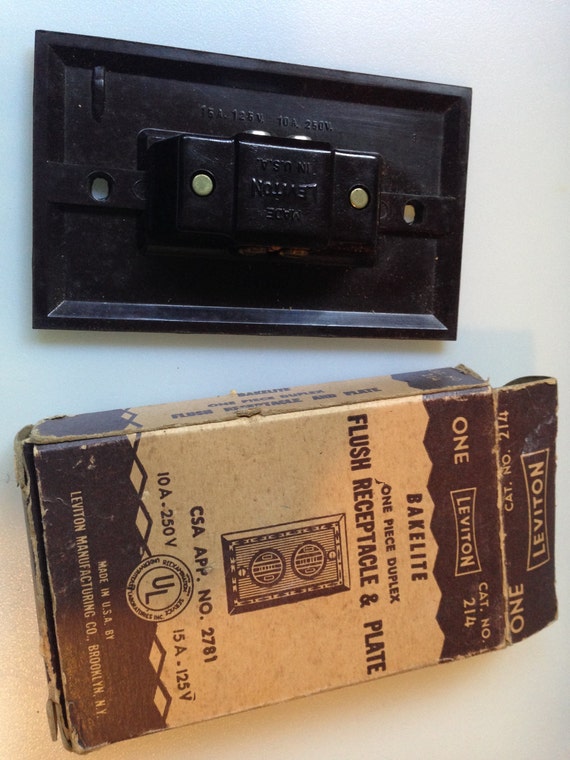 15A. 125V. 10A. 250V.
MADE
LEVITON
IN U.S.A.
BAKELITE
ONE PIECE DUPLEX
FLUSH RECEPTACLE AND PLATE
ONE
LEVITON
CAT. NO.
214
BAKELITE
ONE PIECE DUPLEX
FLUSH RECEPTACLE & PLATE
CSA APP. NO. 2781
10A-250V
UL
15A-125V
MADE IN U.S.A. BY
LEVITON MANUFACTURING CO., BROOKLYN, N.Y.
CAT. NO. 214
LEVITON
ONE